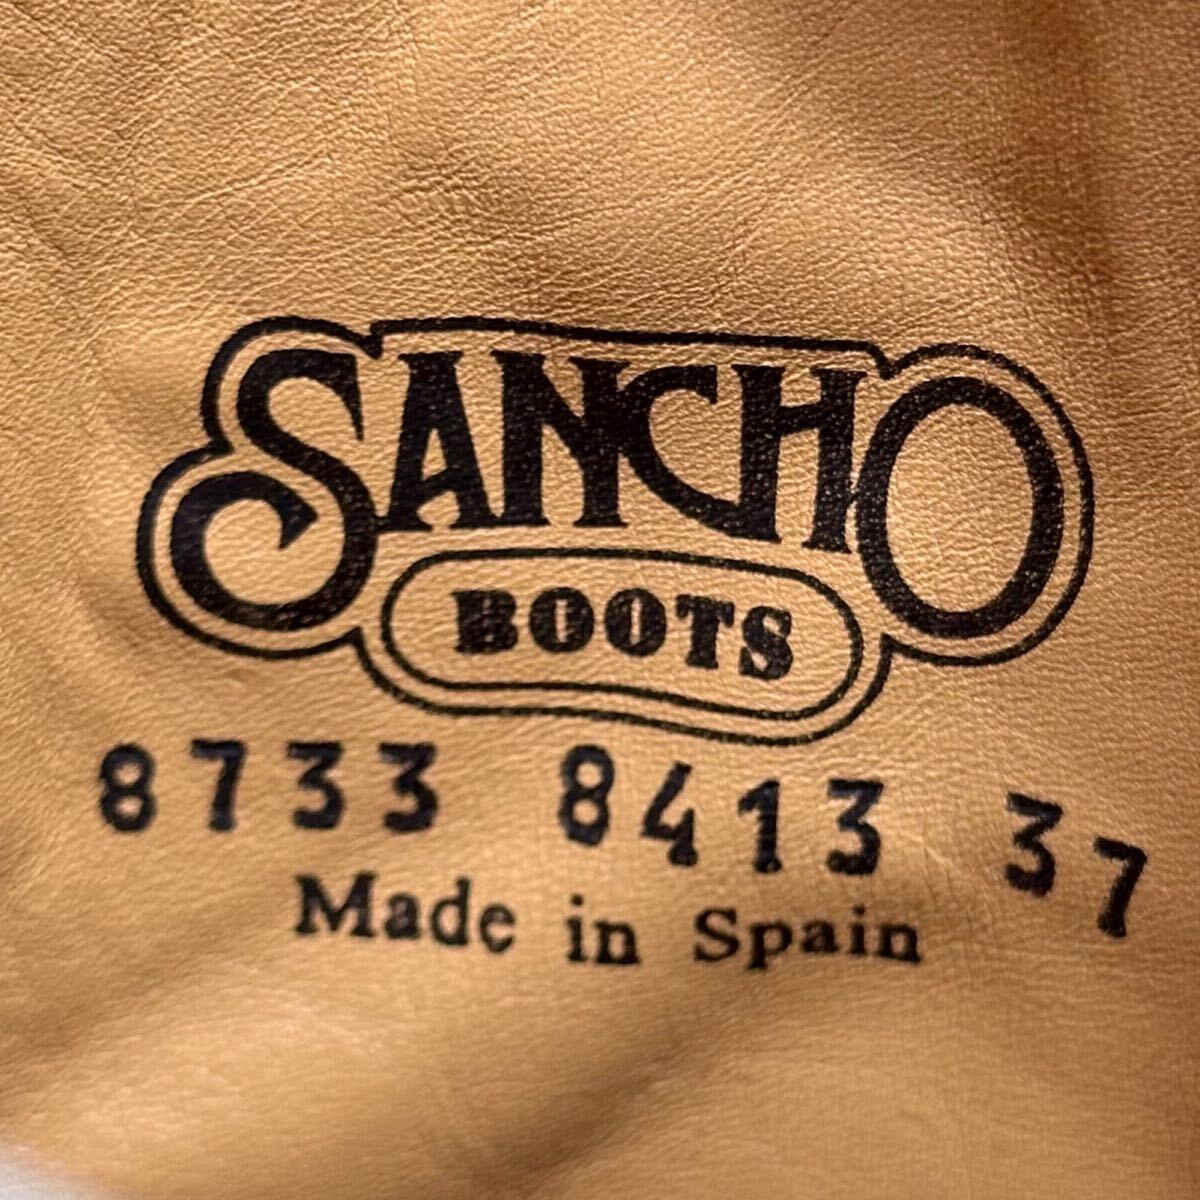 SANCHO
BOOTS
8733 8413 37
Made in Spain